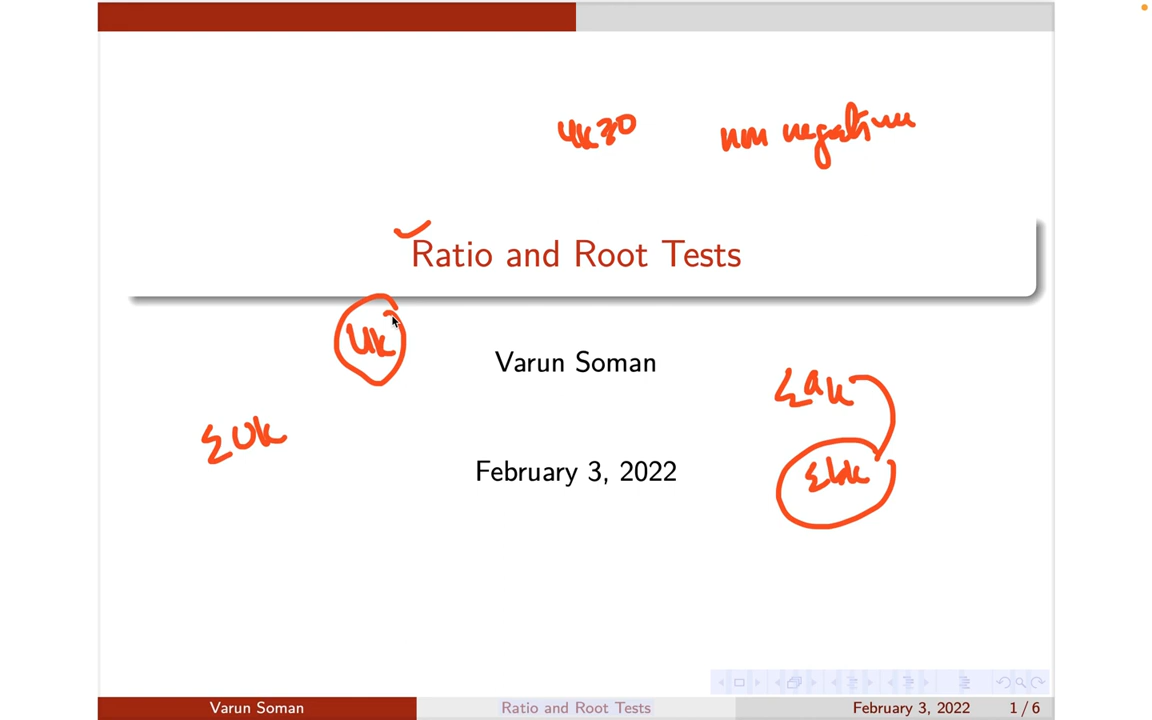 uk≥0 non negative
Ratio and Root Tests
uk
Varun Soman
Σak
Σuk
February 3, 2022
Σbk
Varun Soman Ratio and Root Tests February 3, 2022 1 / 6